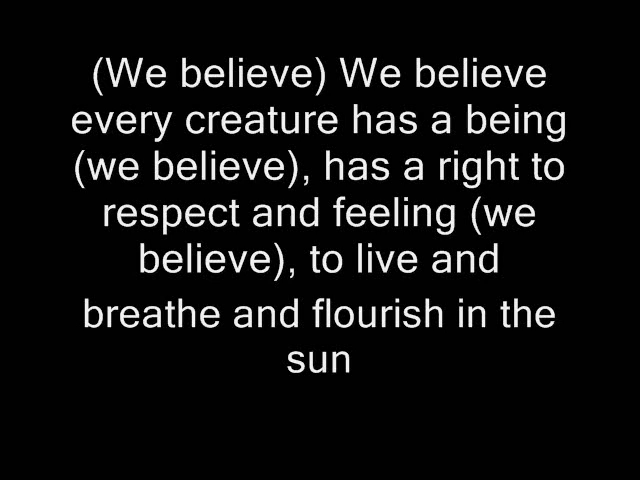 (We believe) We believe
every creature has a being
(we believe), has a right to
respect and feeling (we
believe), to live and
breathe and flourish in the
sun